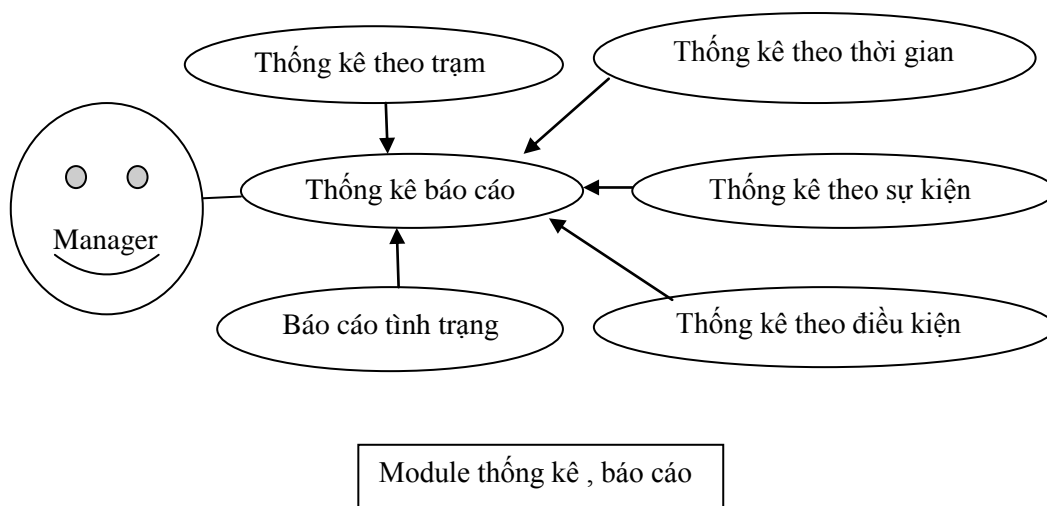 Thống kê theo trạm
Thống kê theo thời gian
Thống kê báo cáo
Thống kê theo sự kiện
Manager
Báo cáo tình trạng
Thống kê theo điều kiện
Module thống kê , báo cáo